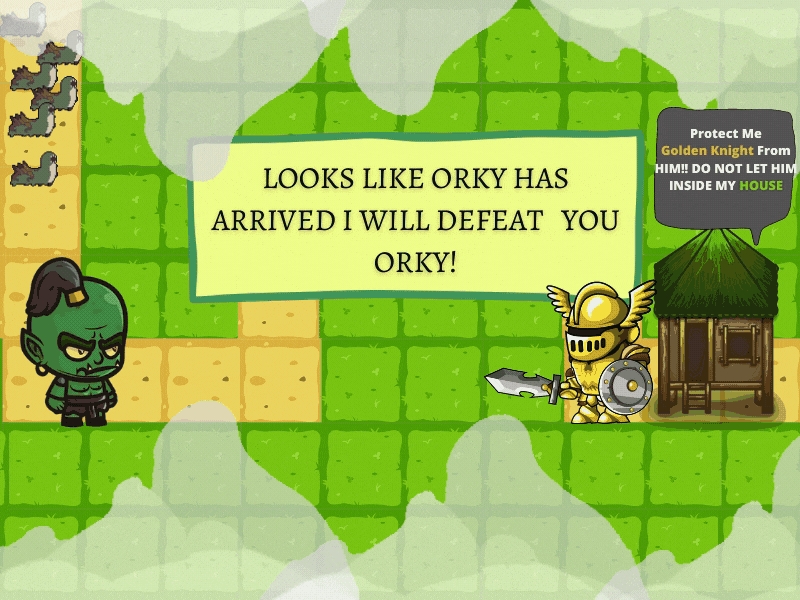 LOOKS LIKE ORKY HAS
ARRIVED I WILL DEFEAT YOU
ORKY!
Protect Me
Golden Knight From
HIM!! DO NOT LET HIM
INSIDE MY HOUSE